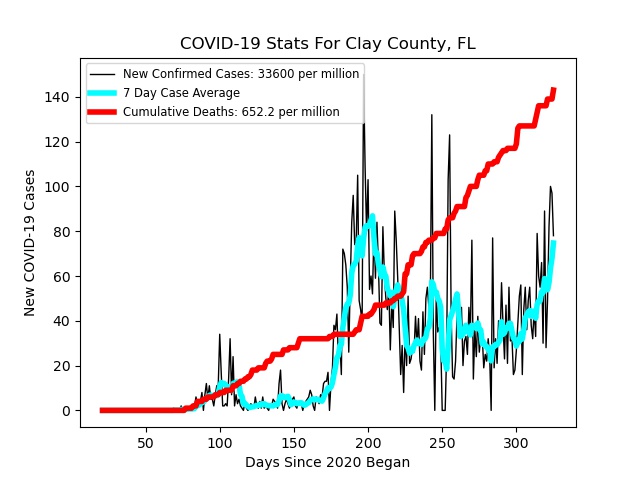 COVID-19 Stats For Clay County, FL
New Confirmed Cases: 33600 per million
7 Day Case Average
Cumulative Deaths: 652.2 per million
New COVID-19 Cases
140
120
100
80
60
40
20
0
50
100
150
200
250
300
Days Since 2020 Began